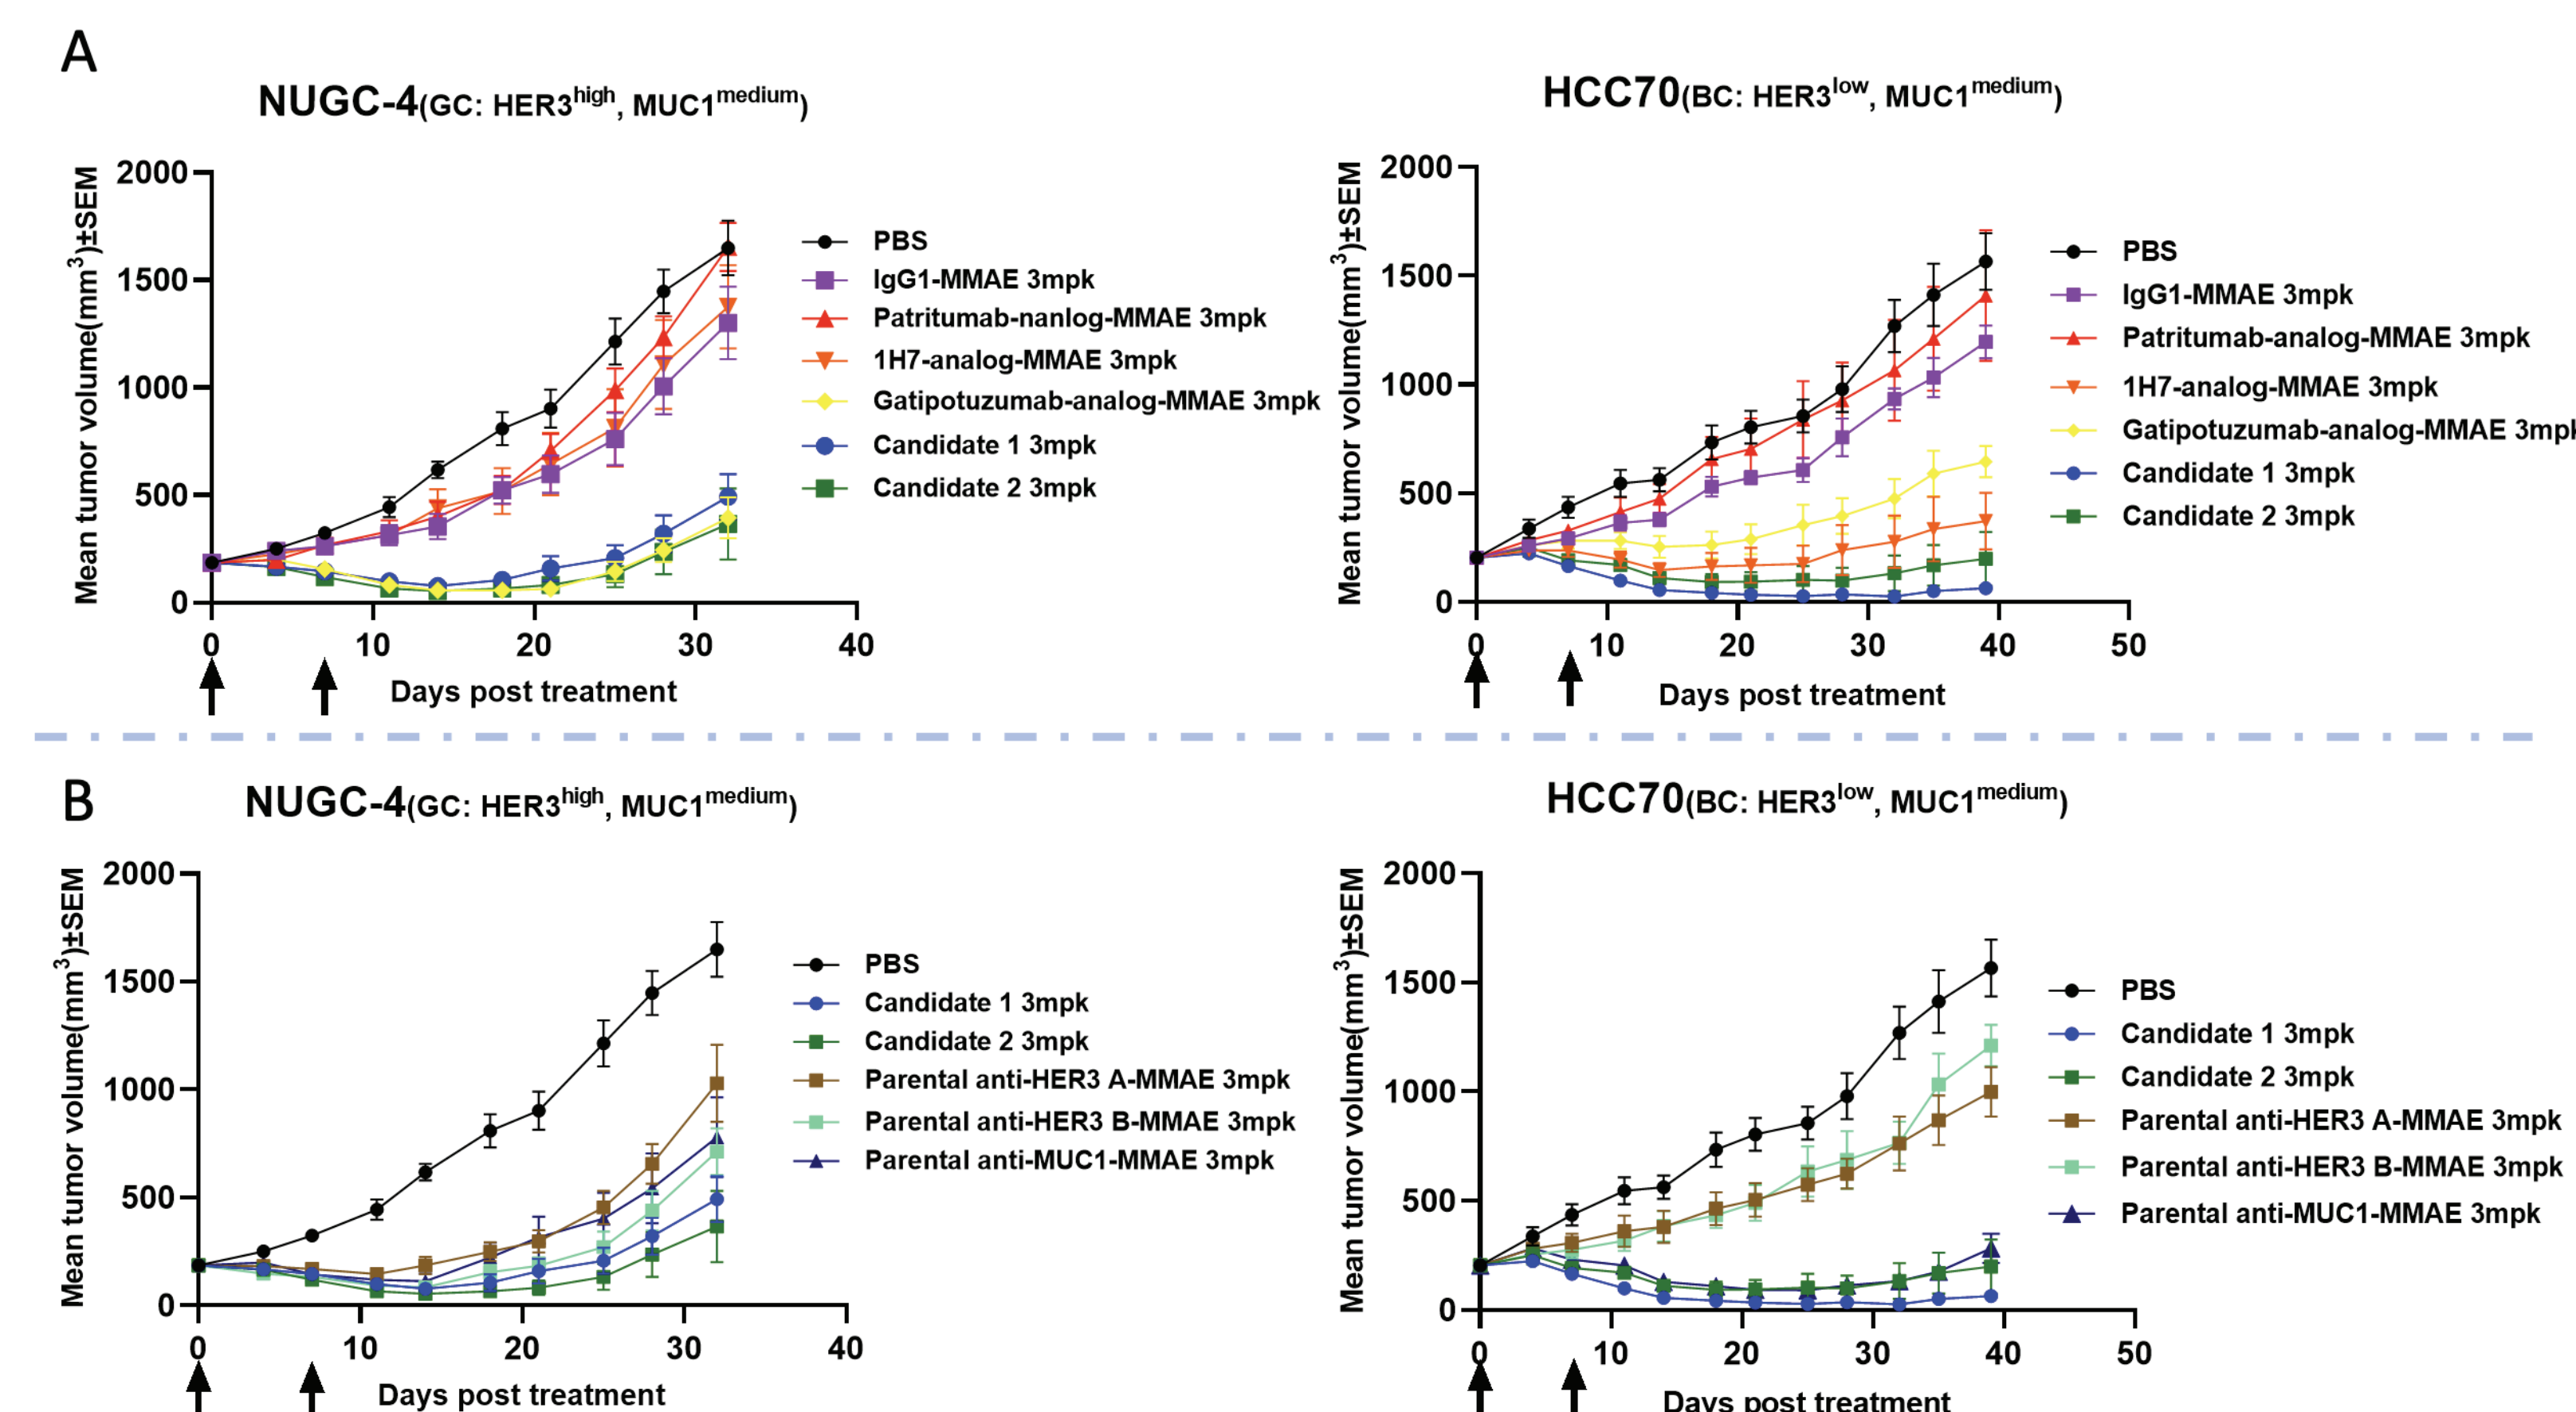 A
NUGC-4(GC: HER3high, MUC1medium)
Mean tumor volume(mm3)±SEM
2000
1500
1000
500
0
0 10 20 30 40
Days post treatment
PBS
IgG1-MMAE 3mpk
Patritumab-nanlog-MMAE 3mpk
1H7-analog-MMAE 3mpk
Gatipotuzumab-analog-MMAE 3mpk
Candidate 1 3mpk
Candidate 2 3mpk
HCC70(BC: HER3low, MUC1medium)
Mean tumor volume(mm3)±SEM
2000
1500
1000
500
0
0 10 20 30 40 50
Days post treatment
PBS
IgG1-MMAE 3mpk
Patritumab-analog-MMAE 3mpk
1H7-analog-MMAE 3mpk
Gatipotuzumab-analog-MMAE 3mpk
Candidate 1 3mpk
Candidate 2 3mpk
B
NUGC-4(GC: HER3high, MUC1medium)
Mean tumor volume(mm3)±SEM
2000
1500
1000
500
0
0 10 20 30 40
Days post treatment
PBS
Candidate 1 3mpk
Candidate 2 3mpk
Parental anti-HER3 A-MMAE 3mpk
Parental anti-HER3 B-MMAE 3mpk
Parental anti-MUC1-MMAE 3mpk
HCC70(BC: HER3low, MUC1medium)
Mean tumor volume(mm3)±SEM
2000
1500
1000
500
0
0 10 20 30 40 50
Days post treatment
PBS
Candidate 1 3mpk
Candidate 2 3mpk
Parental anti-HER3 A-MMAE 3mpk
Parental anti-HER3 B-MMAE 3mpk
Parental anti-MUC1-MMAE 3mpk